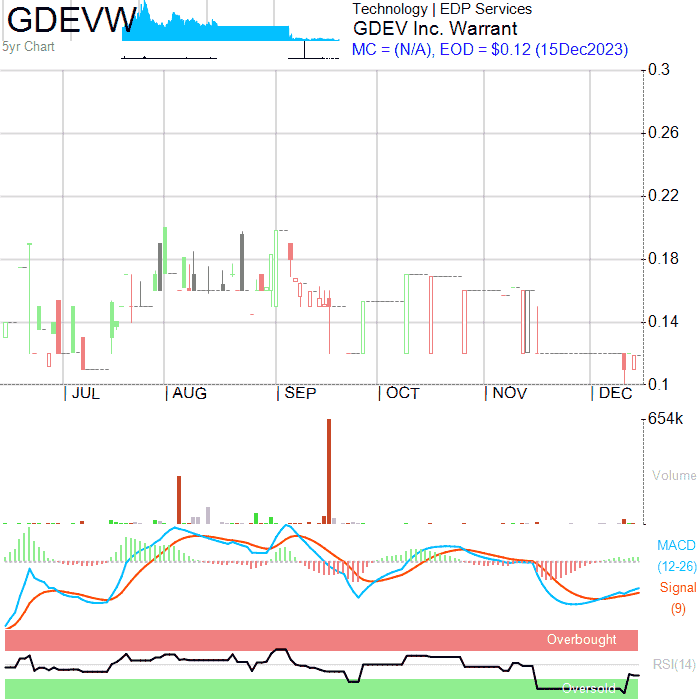 GDEVW
5yr Chart
Technology | EDP Services
GDEV Inc. Warrant
MC = (N/A), EOD = $0.12 (15Dec2023)
0.3
0.26
0.22
0.18
0.14
0.1
| JUL | AUG | SEP | OCT | NOV | DEC
654k
Volume
MACD
(12-26)
Signal
(9)
Overbought
RSI(14)
Oversold